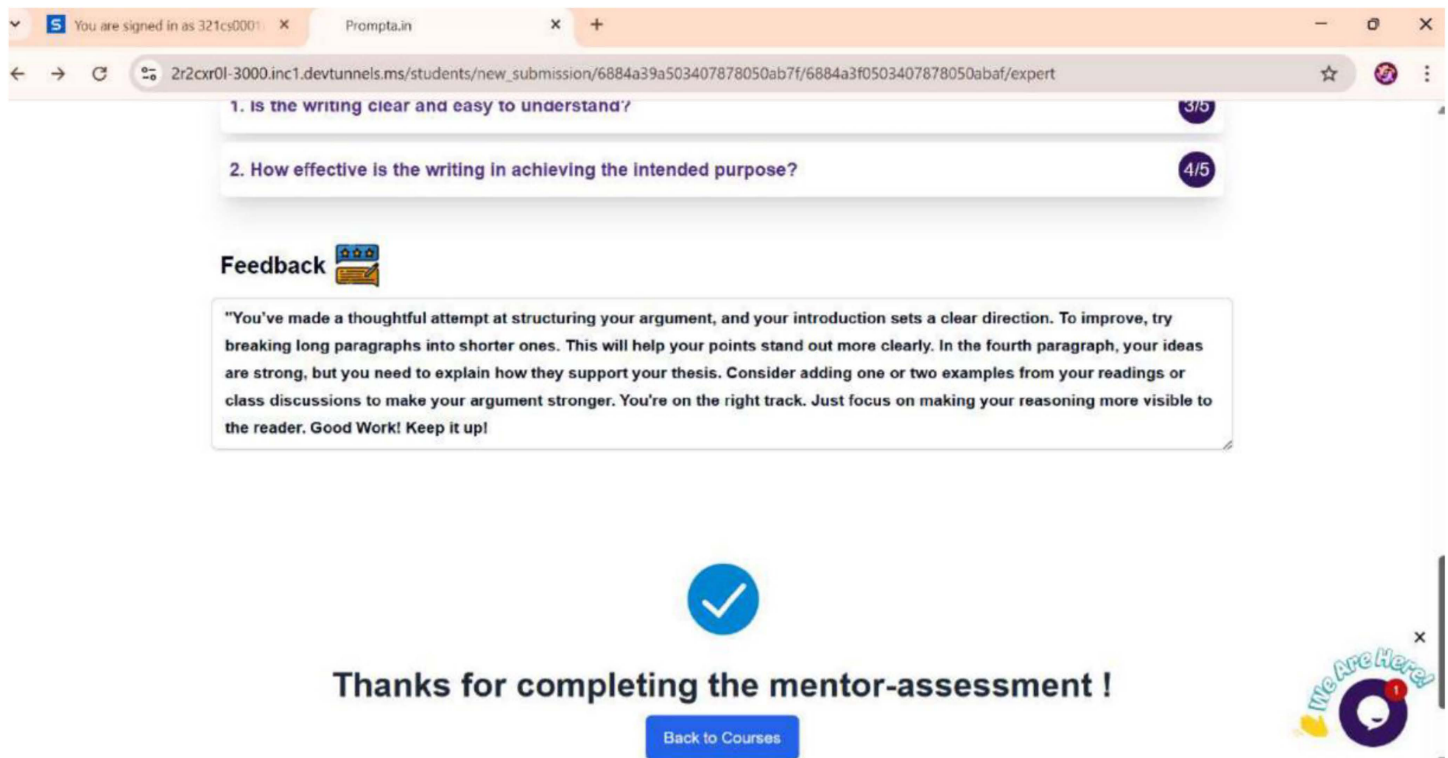 You are signed in as 321cs0001
Prompta.in
2r2cxr0l-3000.inc1.devtunnels.ms/students/new_submission/6884a39a503407878050ab7f/6884a3f0503407878050abaf/expert
1. Is the writing clear and easy to understand?
3/5
2. How effective is the writing in achieving the intended purpose?
4/5
Feedback
"You've made a thoughtful attempt at structuring your argument, and your introduction sets a clear direction. To improve, try
breaking long paragraphs into shorter ones. This will help your points stand out more clearly. In the fourth paragraph, your ideas
are strong, but you need to explain how they support your thesis. Consider adding one or two examples from your readings or
class discussions to make your argument stronger. You're on the right track. Just focus on making your reasoning more visible to
the reader. Good Work! Keep it up!
Thanks for completing the mentor-assessment !
Back to Courses
We Are Here!
1